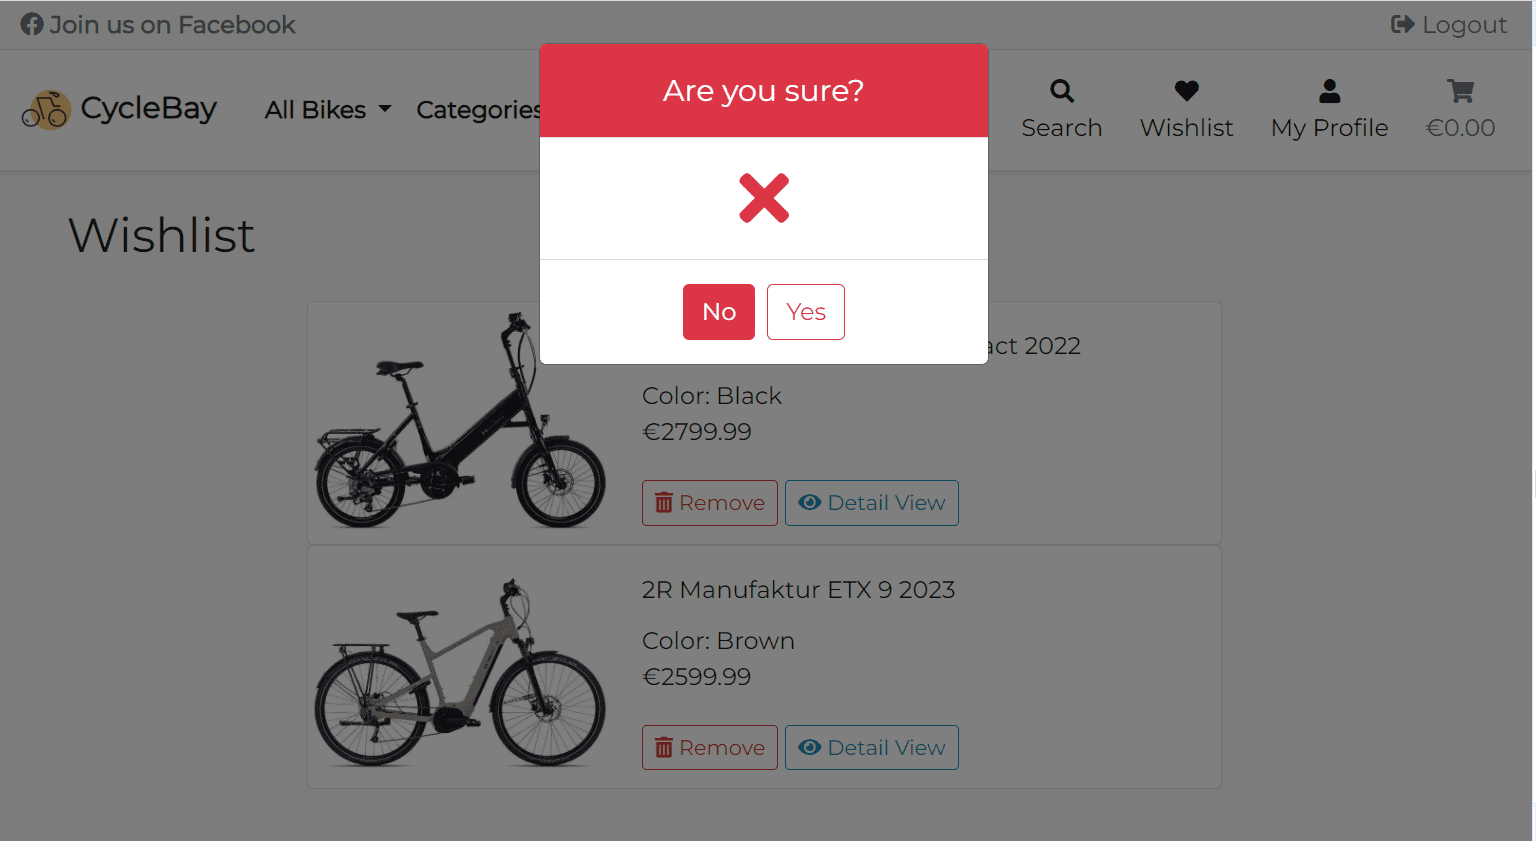 Join us on Facebook
Logout
CycleBay
All Bikes
Categories
Search
Wishlist
My Profile
€0.00
Are you sure?
No
Yes
Wishlist
2022
Color: Black
€2799.99
Remove
Detail View
2R Manufaktur ETX 9 2023
Color: Brown
€2599.99
Remove
Detail View